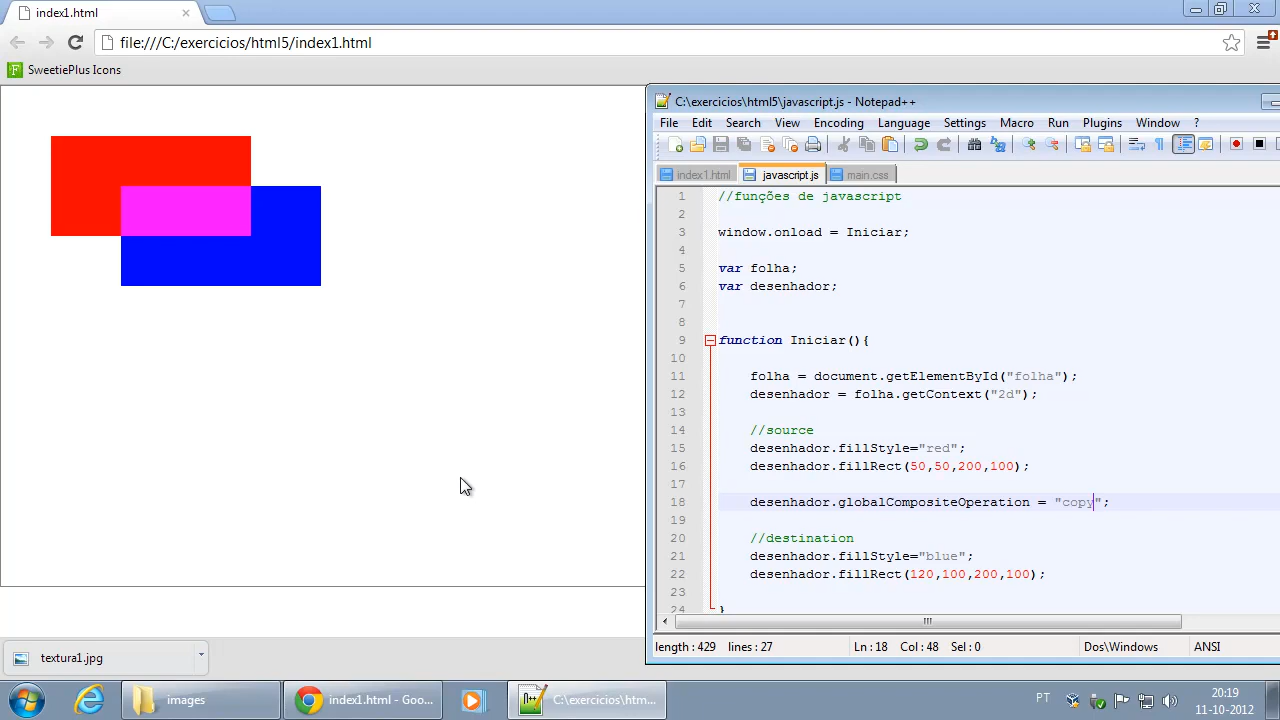 index1.html
file:///C:/exercicios/html5/index1.html
SweetiePlus Icons
C:\exercicios\html5\javascript.js - Notepad++
File Edit Search View Encoding Language Settings Macro Run Plugins Window ?
index1.html javascript.js main.css
1 //funções de javascript
2
3 window.onload = Iniciar;
4
5 var folha;
6 var desenhador;
7
8
9 function Iniciar(){
10
11 folha = document.getElementById("folha");
12 desenhador = folha.getContext("2d");
13
14 //source
15 desenhador.fillStyle="red";
16 desenhador.fillRect(50,50,200,100);
17
18 desenhador.globalCompositeOperation = "copy";
19
20 //destination
21 desenhador.fillStyle="blue";
22 desenhador.fillRect(120,100,200,100);
23
24 }
length : 429 lines : 27 Ln : 18 Col : 48 Sel : 0 Dos\Windows ANSI
textura1.jpg
images index1.html - Goo... C:\exercicios\htm... PT 20:19
11-10-2012